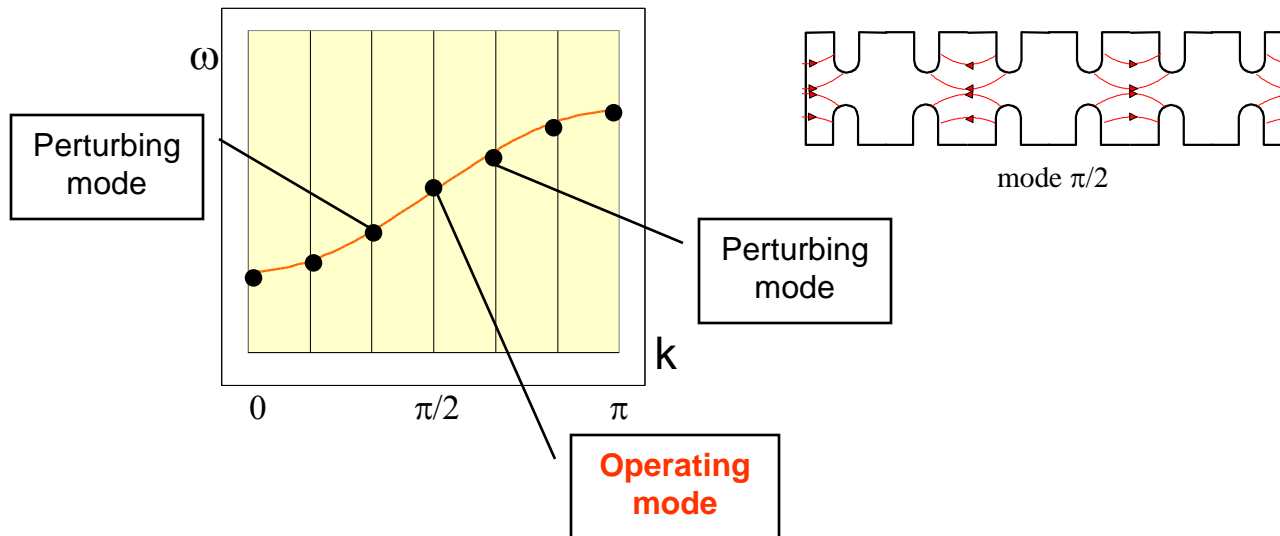 ω
Perturbing
mode
Perturbing
mode
k
0
π/2
π
Operating
mode
mode π/2